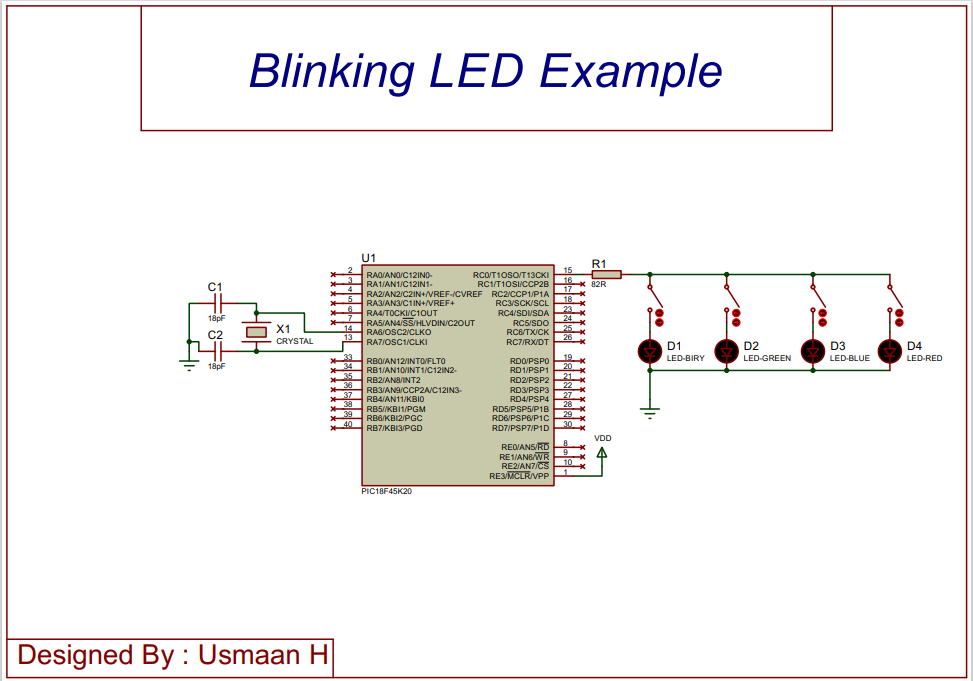 Blinking LED Example
U1
2 RA0/AN0/C12IN0-
3 RA1/AN1/C12IN1-
4 RA2/AN2/C2IN+/VREF-/CVREF
5 RA3/AN3/C1IN+/VREF+
6 RA4/T0CKI/C1OUT
7 RA5/AN4/SS/HLVDIN/C2OUT
14 RA6/OSC2/CLKO
13 RA7/OSC1/CLKI
33 RB0/AN12/INT0/FLT0
34 RB1/AN10/INT1/C12IN2-
35 RB2/AN8/INT2
36 RB3/AN9/CCP2A/C12IN3-
37 RB4/AN11/KBI0
38 RB5//KBI1/PGM
39 RB6/KBI2/PGC
40 RB7/KBI3/PGD
RC0/T1OSO/T13CKI 15
RC1/T1OSI/CCP2B 16
RC2/CCP1/P1A 17
RC3/SCK/SCL 18
RC4/SDI/SDA 23
RC5/SDO 24
RC6/TX/CK 25
RC7/RX/DT 26
RD0/PSP0 19
RD1/PSP1 20
RD2/PSP2 21
RD3/PSP3 22
RD4/PSP4 27
RD5/PSP5/P1B 28
RD6/PSP6/P1C 29
RD7/PSP7/P1D 30
RE0/AN5/RD 8
RE1/AN6/WR 9
RE2/AN7/CS 10
RE3/MCLR/VPP 1
PIC18F45K20
C1
18pF
C2
18pF
X1
CRYSTAL
R1
82R
D1
LED-BIRY
D2
LED-GREEN
D3
LED-BLUE
D4
LED-RED
VDD
Designed By : Usmaan H